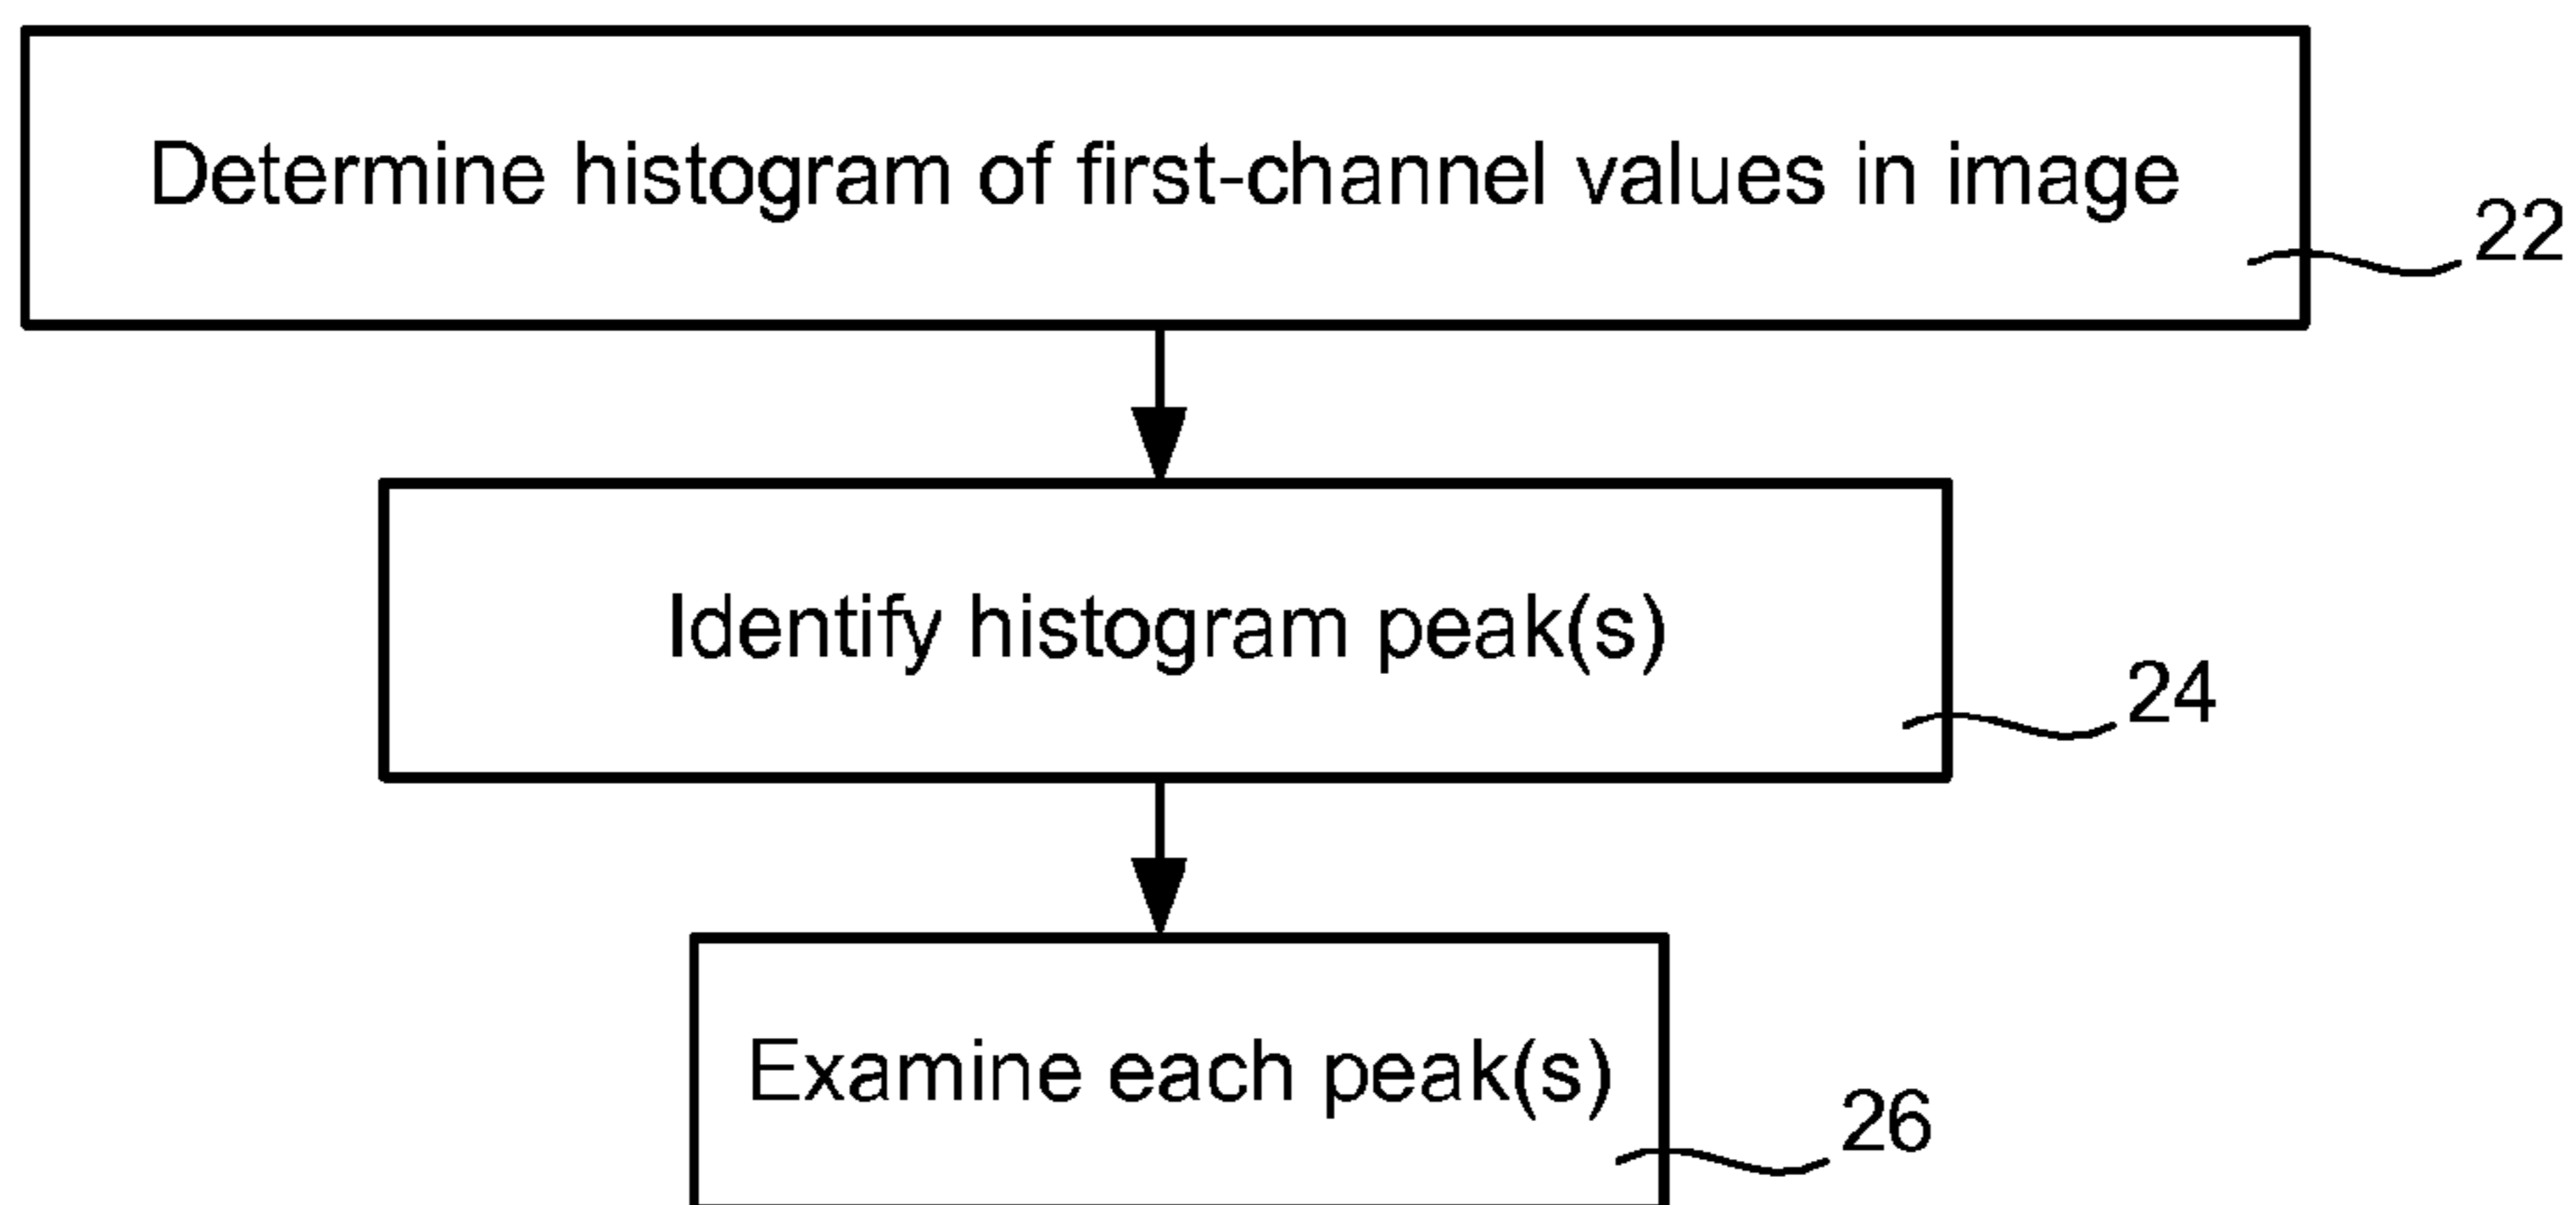 Determine histogram of first-channel values in image
22
Identify histogram peak(s)
24
Examine each peak(s)
26